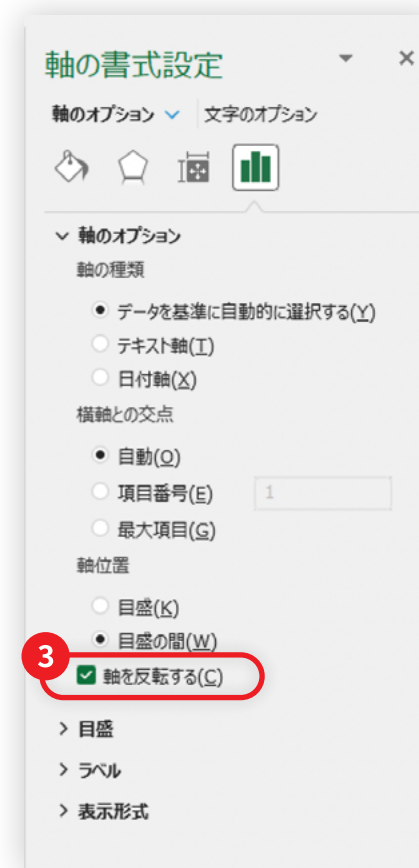 軸の書式設定
軸のオプション 文字のオプション
軸のオプション
軸の種類
データを基準に自動的に選択する(Y)
テキスト軸(T)
日付軸(X)
横軸との交点
自動(O)
項目番号(E) 1
最大項目(G)
軸位置
目盛(K)
目盛の間(W)
3
軸を反転する(C)
目盛
ラベル
表示形式